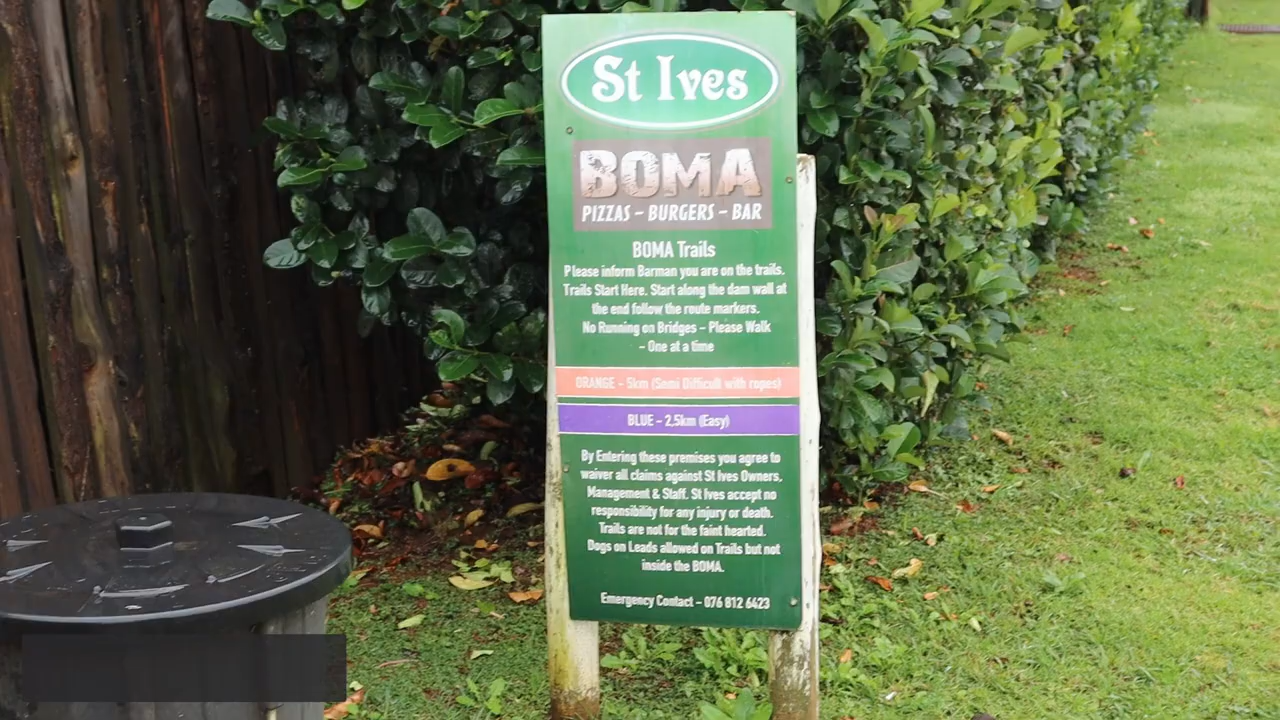 St Ives
BOMA
PIZZAS - BURGERS - BAR
BOMA Trails
Please inform Barman you are on the trails.
Trails Start Here. Start along the dam wall at
the end follow the route markers.
No Running on Bridges - Please Walk
- One at a time
ORANGE - 5km (Semi Difficult with ropes)
BLUE - 2,5km (Easy)
By Entering these premises you agree to
waiver all claims against St Ives Owners,
Management & Staff. St Ives accept no
responsibility for any injury or death.
Trails are not for the faint hearted.
Dogs on Leads allowed on Trails but not
inside the BOMA.
Emergency Contact - 076 812 6423